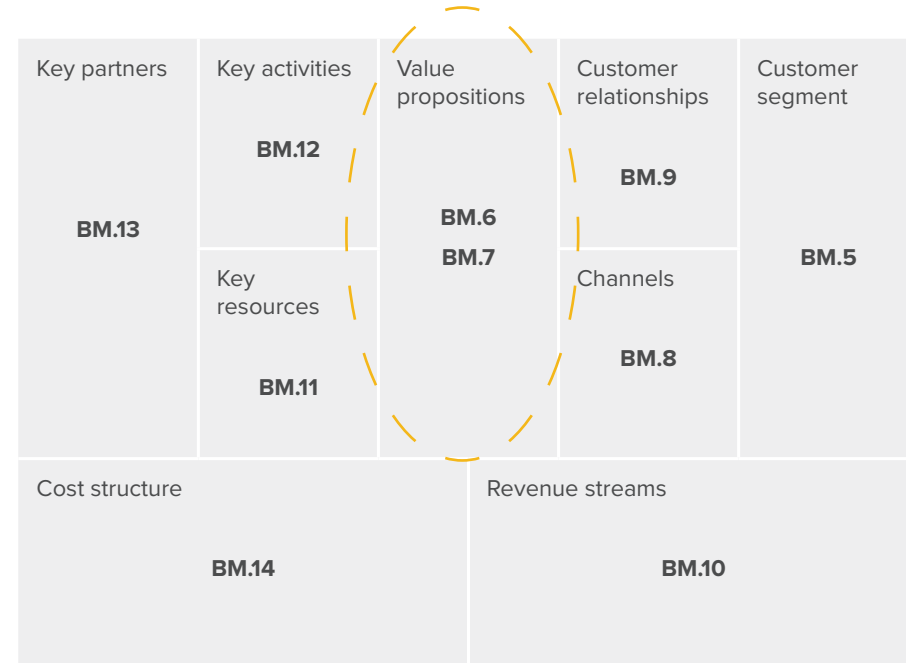 Key partners
BM.13
Key activities
BM.12
Key
resources
BM.11
Value
propositions
BM.6
BM.7
Customer
relationships
BM.9
Channels
BM.8
Customer
segment
BM.5
Cost structure
BM.14
Revenue streams
BM.10